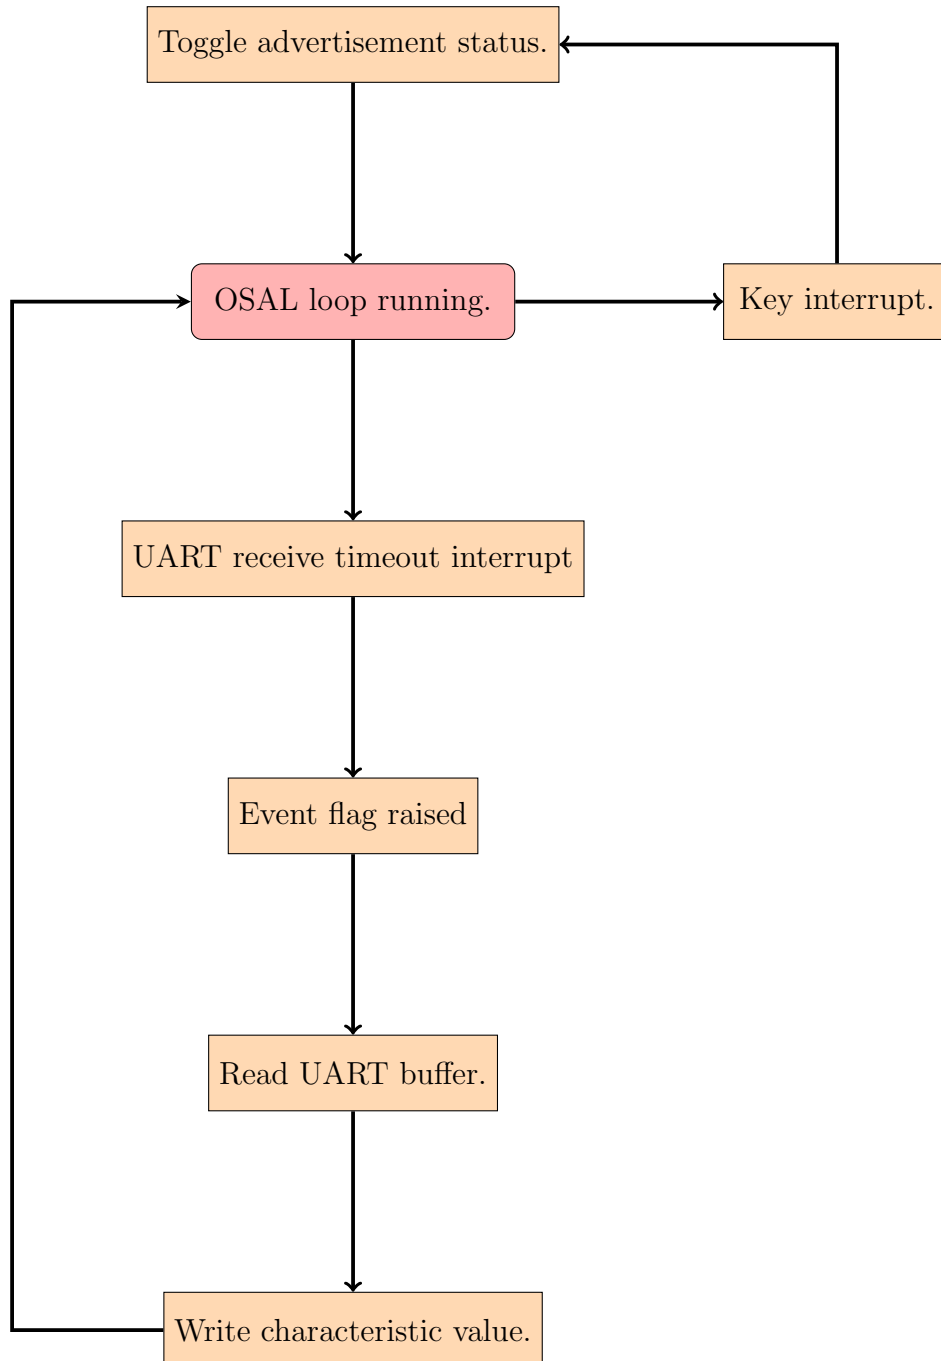 Toggle advertisement status.
OSAL loop running.
Key interrupt.
UART receive timeout interrupt
Event flag raised
Read UART buffer.
Write characteristic value.